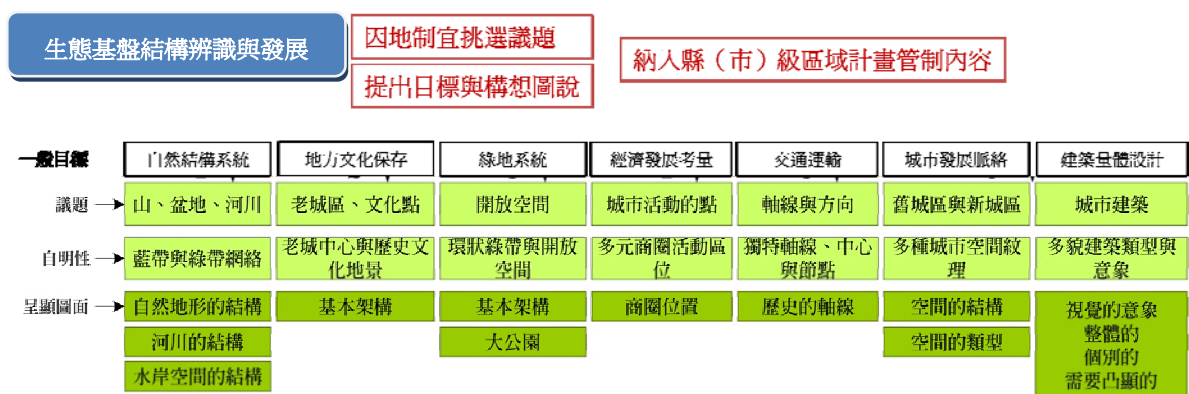 生態基盤結構辨識與發展
因地制宜挑選議題
提出目標與構想圖說
納入縣（市）級區域計畫管制內容
一般目標
自然結構系統
地方文化保存
綠地系統
經濟發展考量
交通運輸
城市發展脈絡
建築量體設計
議題
山、盆地、河川
老城區、文化點
開放空間
城市活動的點
軸線與方向
舊城區與新城區
城市建築
自明性
藍帶與綠帶網絡
老城中心與歷史文
化地景
環狀綠帶與開放
空間
多元商圈活動區
位
獨特軸線、中心
與節點
多種城市空間紋
理
多貌建築類型與
意象
呈顯圖面
自然地形的結構
基本架構
基本架構
商圈位置
歷史的軸線
空間的結構
視覺的意象
整體的
個別的
需要凸顯的
河川的結構
大公園
空間的類型
水岸空間的結構